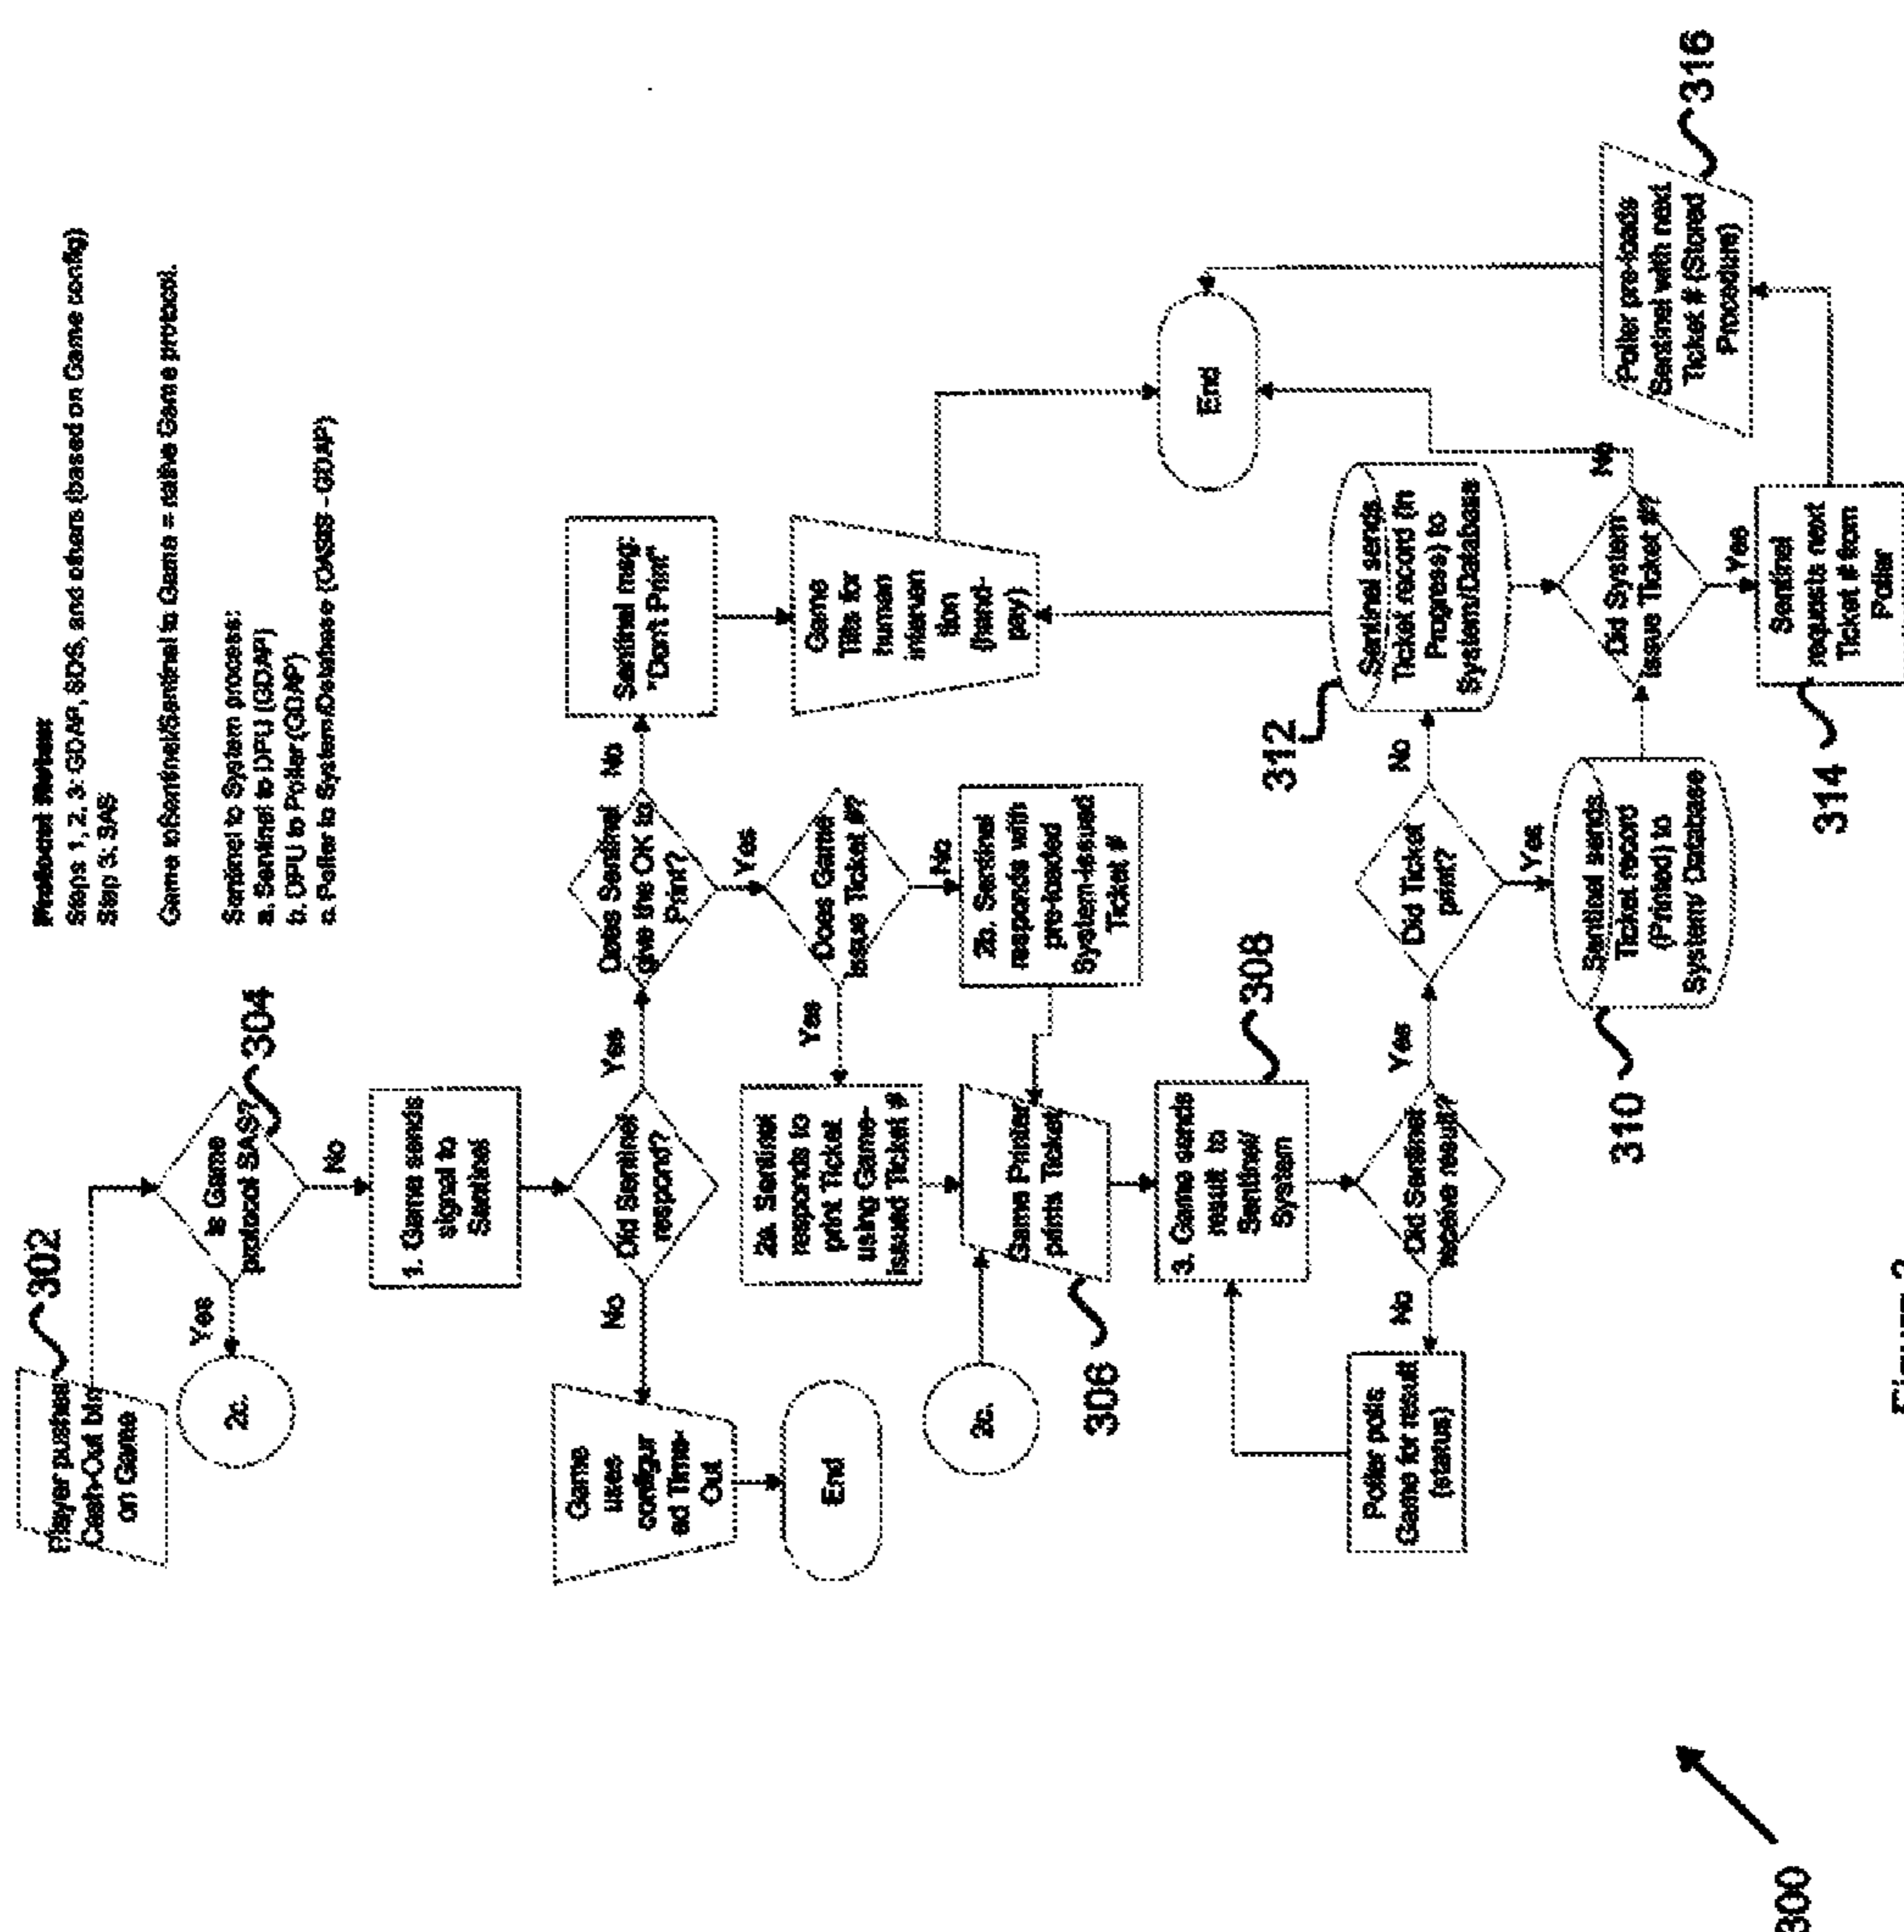 Protocol Notes:
Steps 1, 2, 3: GDAP, SDS, and others (based on Game config)
Step 3: SAS
Game to Sentinel/Sentinel to Game = native Game protocol.
Sentinel to System process:
a. Sentinel to DPU (GDAP)
b. DPU to Poller (GDAP)
c. Poller to System/Database (OASIS - GDAP)
302
Player pushes
Cash-Out btn
on Game
Is Game
protocol SAS?
304
Yes
2c.
No
1. Game sends
signal to
Sentinel
Did Sentinel
respond?
No
Game
uses
configur
ed Time-
Out
End
Yes
Does Sentinel
give the OK to
Print?
No
Sentinel msg:
"Don't Print"
Game
Tilts for
human
interven
tion
(hand-
pay)
End
Yes
Does Game
issue Ticket #?
Yes
2a. Sentinel
responds to
print Ticket
using Game-
issued Ticket #
No
2b. Sentinel
responds with
pre-loaded
System-issued
Ticket #
2c.
Game Printer
prints Ticket
306
3. Game sends
result to
Sentinel/
System
308
Did Sentinel
receive result?
No
Poller polls
Game for result
(status)
Yes
Did Ticket
print?
No
312
Sentinel sends
Ticket record (In
Progress) to
System/Database
Yes
Sentinel sends
Ticket record
(Printed) to
System/ Database
310
Did System
issue Ticket #?
No
Yes
Sentinel
requests next
Ticket # from
Poller
314
Poller pre-loads
Sentinel with next
Ticket # (Stored
Procedure)
316
300